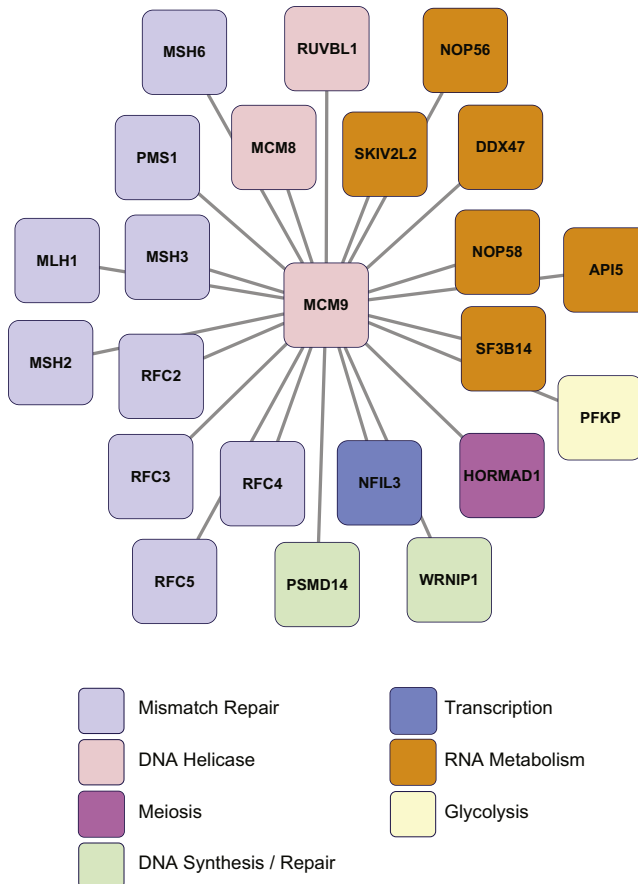 MSH6
RUVBL1
NOP56
PMS1
MCM8
SKIV2L2
DDX47
MLH1
MSH3
NOP58
API5
MCM9
MSH2
RFC2
SF3B14
PFKP
RFC3
RFC4
NFIL3
HORMAD1
RFC5
PSMD14
WRNIP1
Mismatch Repair
DNA Helicase
Meiosis
DNA Synthesis / Repair
Transcription
RNA Metabolism
Glycolysis